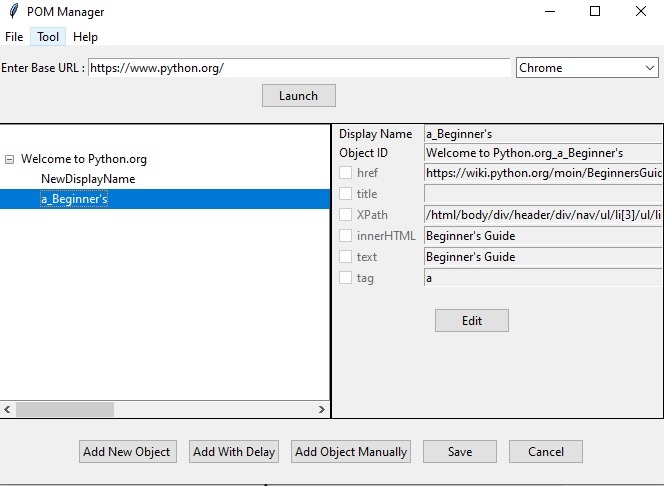 POM Manager
File Tool Help
Enter Base URL : https://www.python.org/ Chrome
Launch
Welcome to Python.org
NewDisplayName
a_Beginner's
Display Name a_Beginner's
Object ID Welcome to Python.org_a_Beginner's
href https://wiki.python.org/moin/BeginnersGuid
title
XPath /html/body/div/header/div/nav/ul/li[3]/ul/li
innerHTML Beginner's Guide
text Beginner's Guide
tag a
Edit
Add New Object Add With Delay Add Object Manually Save Cancel